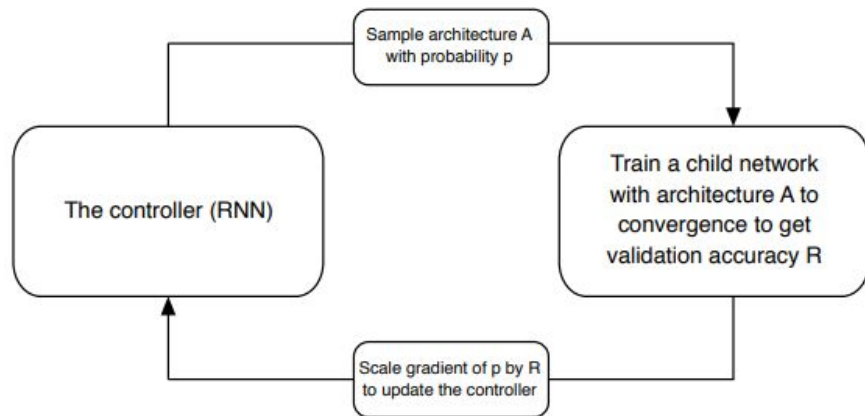 Sample architecture A
with probability p
The controller (RNN)
Train a child network
with architecture A to
convergence to get
validation accuracy R
Scale gradient of p by R
to update the controller